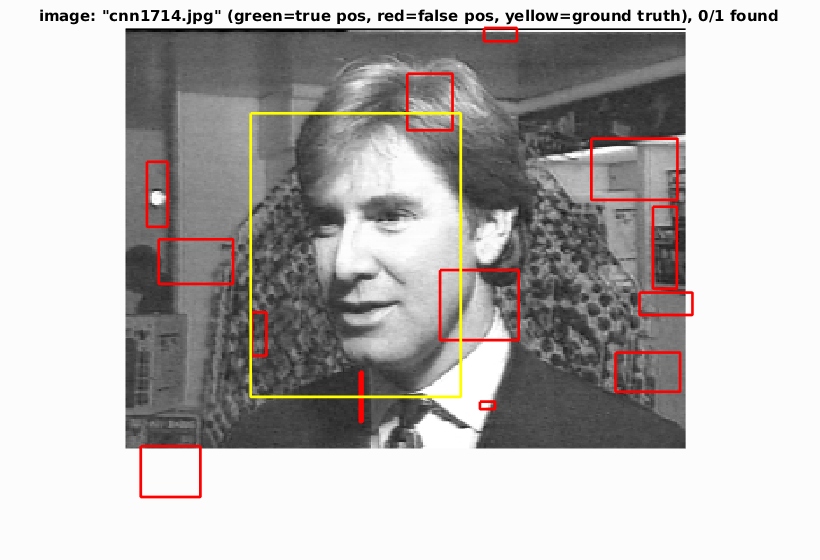 image: "cnn1714.jpg" (green=true pos, red=false pos, yellow=ground truth), 0/1 found